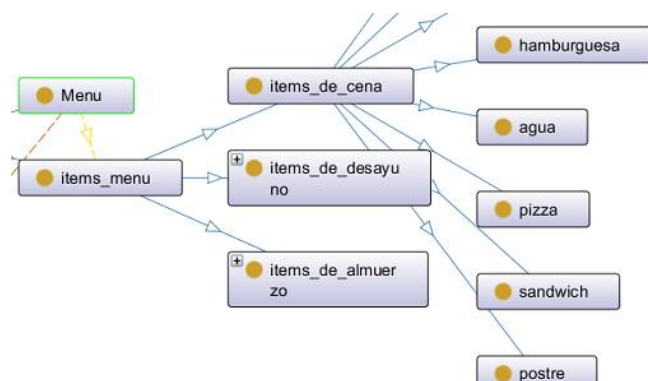 Menu
items_menu
items_de_cena
items_de_desayu
no
items_de_almuer
zo
hamburguesa
agua
pizza
sandwich
postre